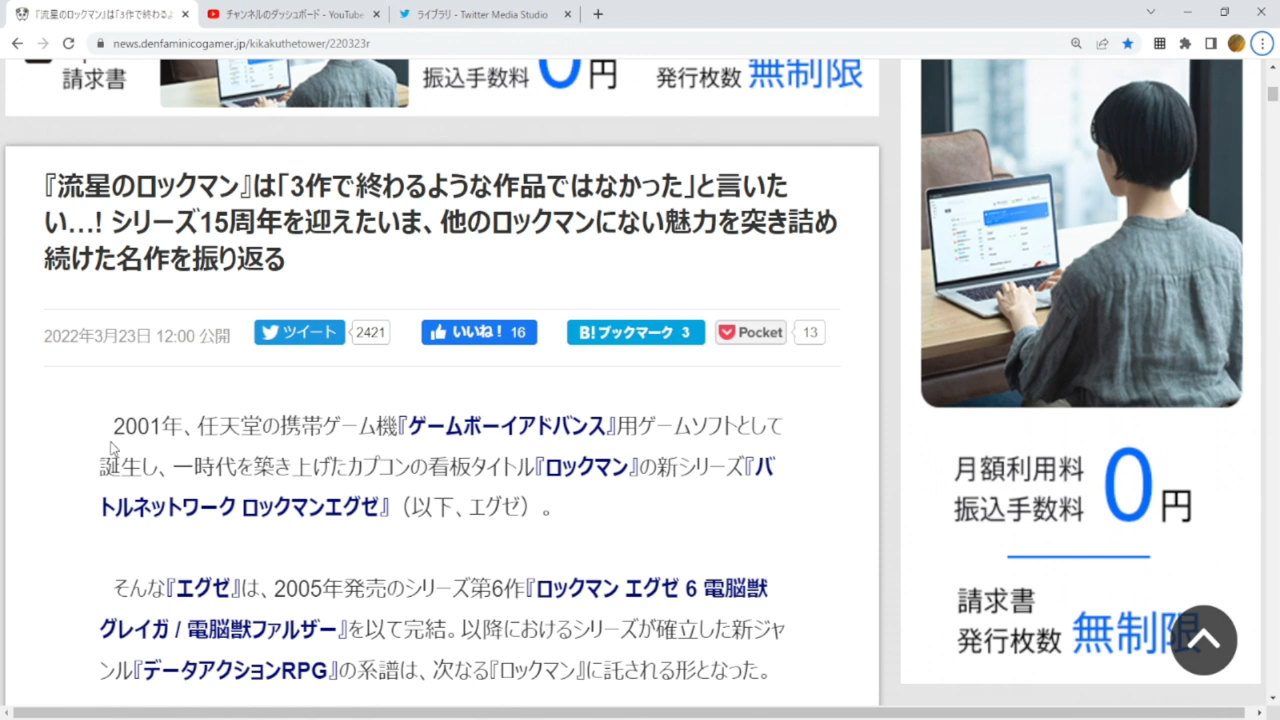 『流星のロックマン』は「3作で終わるよ
チャンネルのダッシュボード - YouTube
ライブラリ - Twitter Media Studio
news.denfaminicogamer.jp/kikakuthetower/220323r
請求書
振込手数料 0円
発行枚数 無制限
『流星のロックマン』は「3作で終わるような作品ではなかった」と言いた
い…! シリーズ15周年を迎えたいま、他のロックマンにない魅力を突き詰め
続けた名作を振り返る
2022年3月23日 12:00 公開
ツイート 2421
いいね！ 16
B!ブックマーク 3
Pocket 13
2001年、任天堂の携帯ゲーム機『ゲームボーイアドバンス』用ゲームソフトとして
誕生し、一時代を築き上げたカプコンの看板タイトル『ロックマン』の新シリーズ『バ
トルネットワーク ロックマンエグゼ』（以下、エグゼ）。
そんな『エグゼ』は、2005年発売のシリーズ第6作『ロックマン エグゼ 6 電脳獣
グレイガ / 電脳獣ファルザー』を以て完結。以降におけるシリーズが確立した新ジャ
ンル『データアクションRPG』の系譜は、次なる『ロックマン』に託される形となった。
月額利用料
振込手数料 0円
請求書
発行枚数 無制限